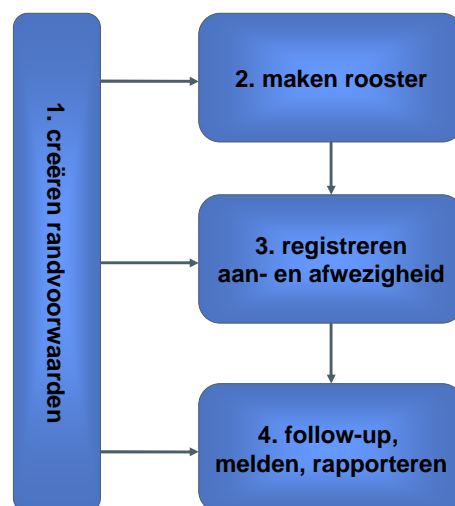 1. creëren randvoorwaarden
2. maken rooster
3. registreren
aan- en afwezigheid
4. follow-up,
melden, rapporteren